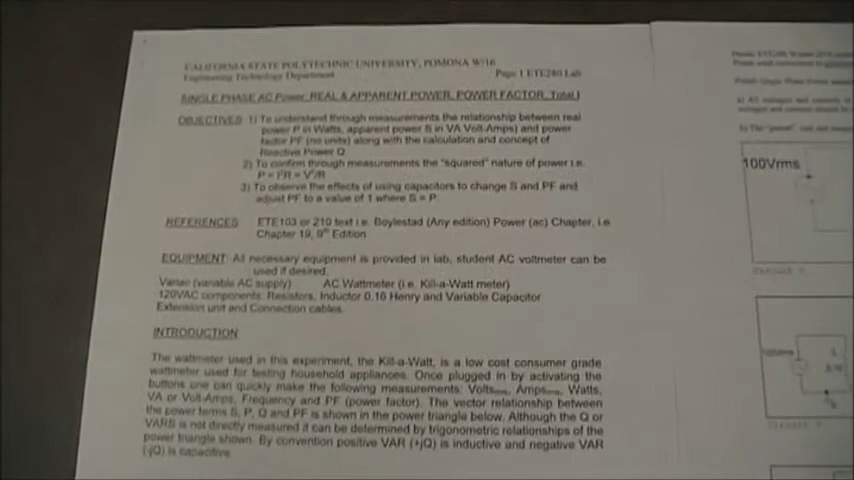 CALIFORNIA STATE POLYTECHNIC UNIVERSITY, POMONA W/16
Engineering Technology Department Page 1 ETE240 Lab
SINGLE PHASE AC Power, REAL & APPARENT POWER, POWER FACTOR, Total I
OBJECTIVES 1) To understand through measurements the relationship between real
power P in Watts, apparent power S in VA Volt-Amps) and power
factor PF (no units) along with the calculation and concept of
Reactive Power Q
2) To confirm through measurements the "squared" nature of power i.e.
P = I²R = V²/R
3) To observe the effects of using capacitors to change S and PF and
adjust PF to a value of 1 where S = P
REFERENCES ETE103 or 210 text i.e. Boylestad (Any edition) Power (ac) Chapter, i.e.
Chapter 19, 9th Edition
EQUIPMENT: All necessary equipment is provided in lab, student AC voltmeter can be
used if desired.
Variac (variable AC supply) AC Wattmeter (i.e. Kill-a-Watt meter)
120VAC components: Resistors, Inductor 0.16 Henry and Variable Capacitor
Extension unit and Connection cables.
INTRODUCTION
The wattmeter used in this experiment, the Kill-a-Watt, is a low cost consumer grade
wattmeter used for testing household appliances. Once plugged in by activating the
buttons one can quickly make the following measurements: Volts, Amps, Watts,
VA or Volt-Amps, Frequency and PF (power factor). The vector relationship between
the power terms S, P, Q and PF is shown in the power triangle below. Although the Q or
VARS is not directly measured it can be determined by trigonometric relationships of the
power triangle shown. By convention positive VAR (+jQ) is inductive and negative VAR
(-jQ) is capacitive
100Vrms